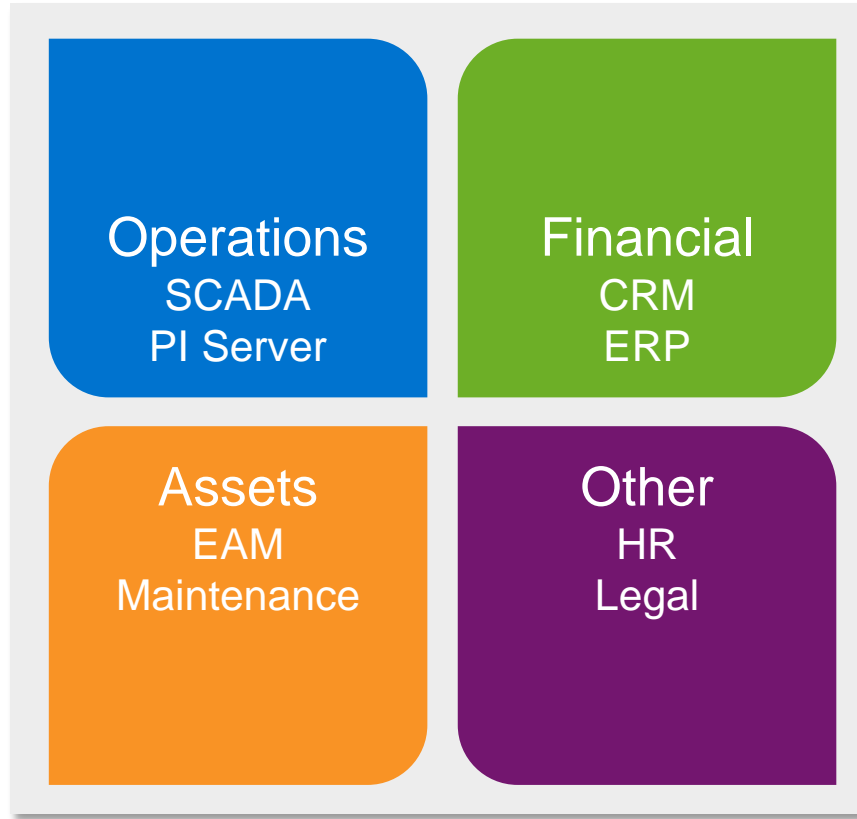 Operations
SCADA
PI Server
Financial
CRM
ERP
Assets
EAM
Maintenance
Other
HR
Legal